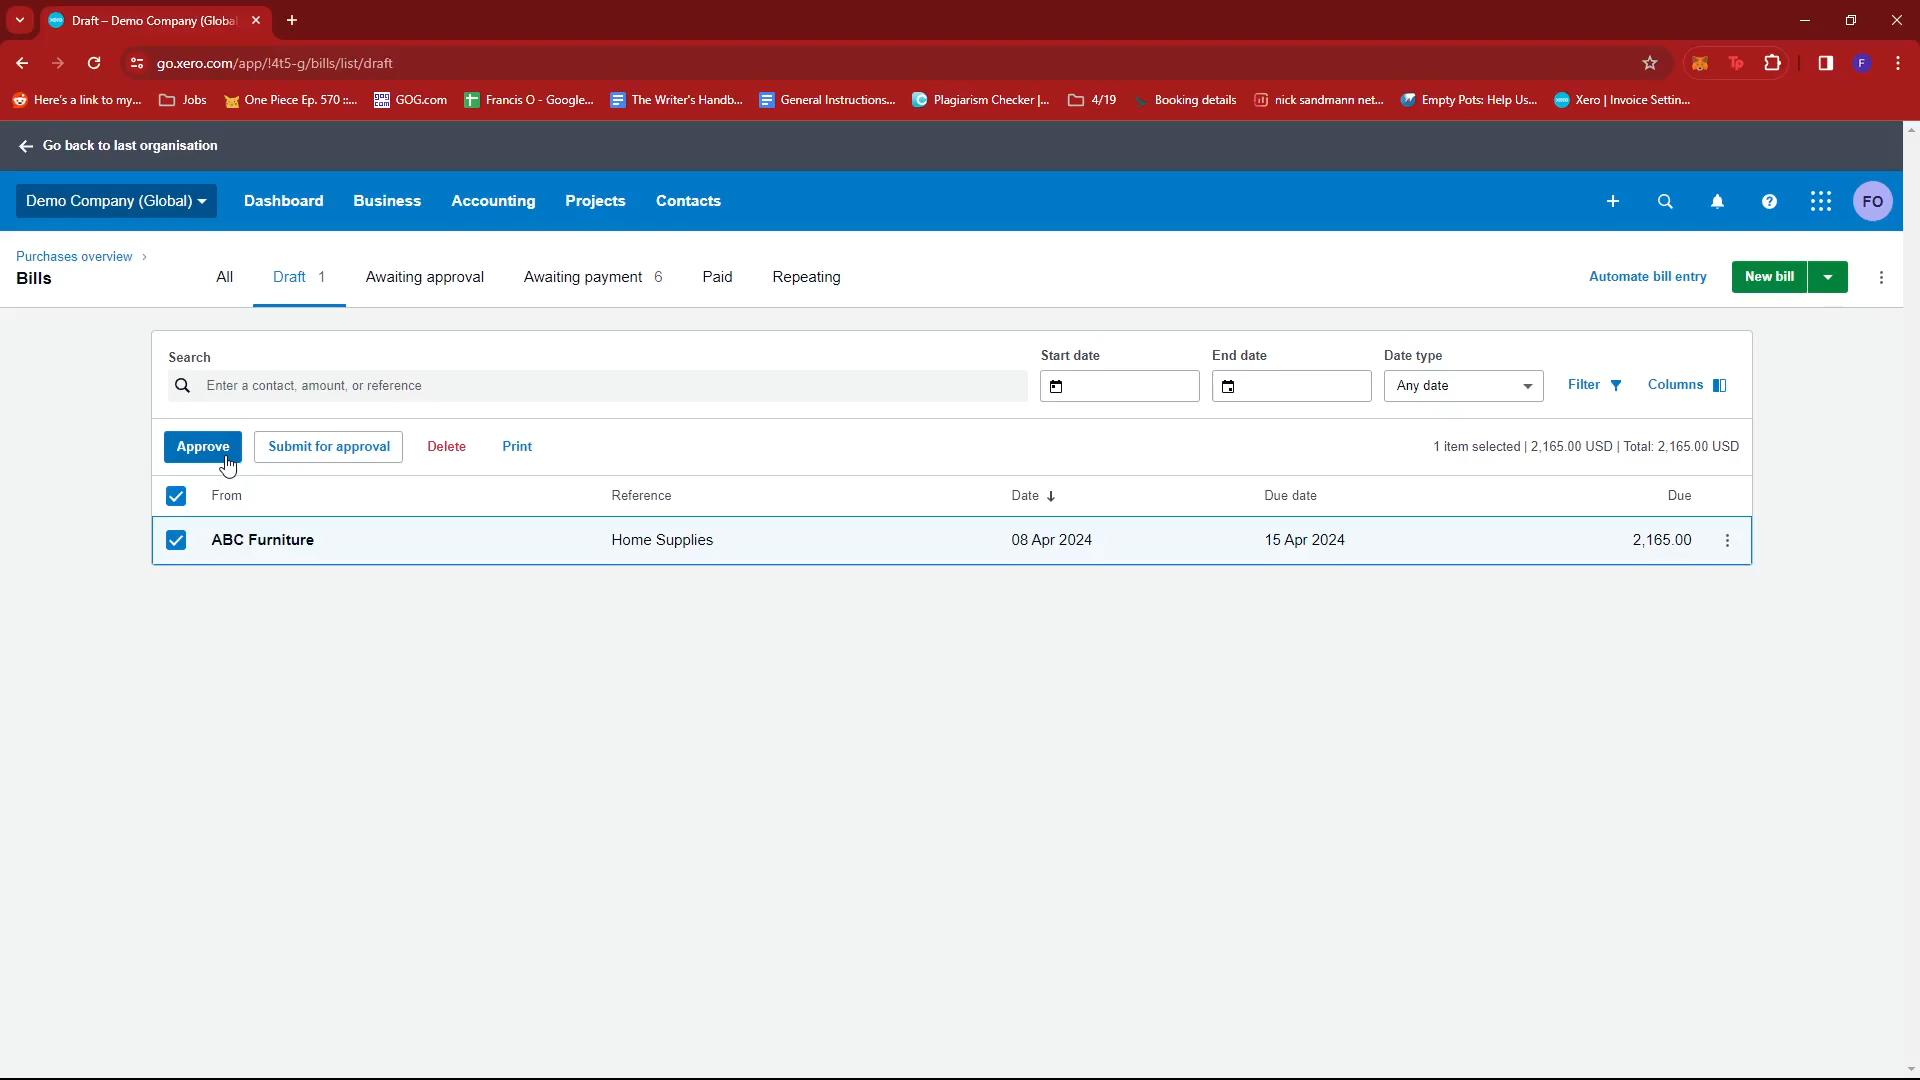 Draft – Demo Company (Globa
go.xero.com/app/!4t5-g/bills/list/draft
Tp
F
Here's a link to my... Jobs One Piece Ep. 570 ::... GOG.com Francis O - Google... The Writer's Handb... General Instructions... Plagiarism Checker |... 4/19 Booking details nick sandmann net... Empty Pots: Help Us... Xero | Invoice Settin...
Go back to last organisation
Demo Company (Global) Dashboard Business Accounting Projects Contacts FO
Purchases overview
Bills All Draft 1 Awaiting approval Awaiting payment 6 Paid Repeating Automate bill entry New bill
Search Start date End date Date type
Enter a contact, amount, or reference Any date Filter Columns
Approve Submit for approval Delete Print 1 item selected | 2,165.00 USD | Total: 2,165.00 USD
From Reference Date Due date Due
ABC Furniture Home Supplies 08 Apr 2024 15 Apr 2024 2,165.00